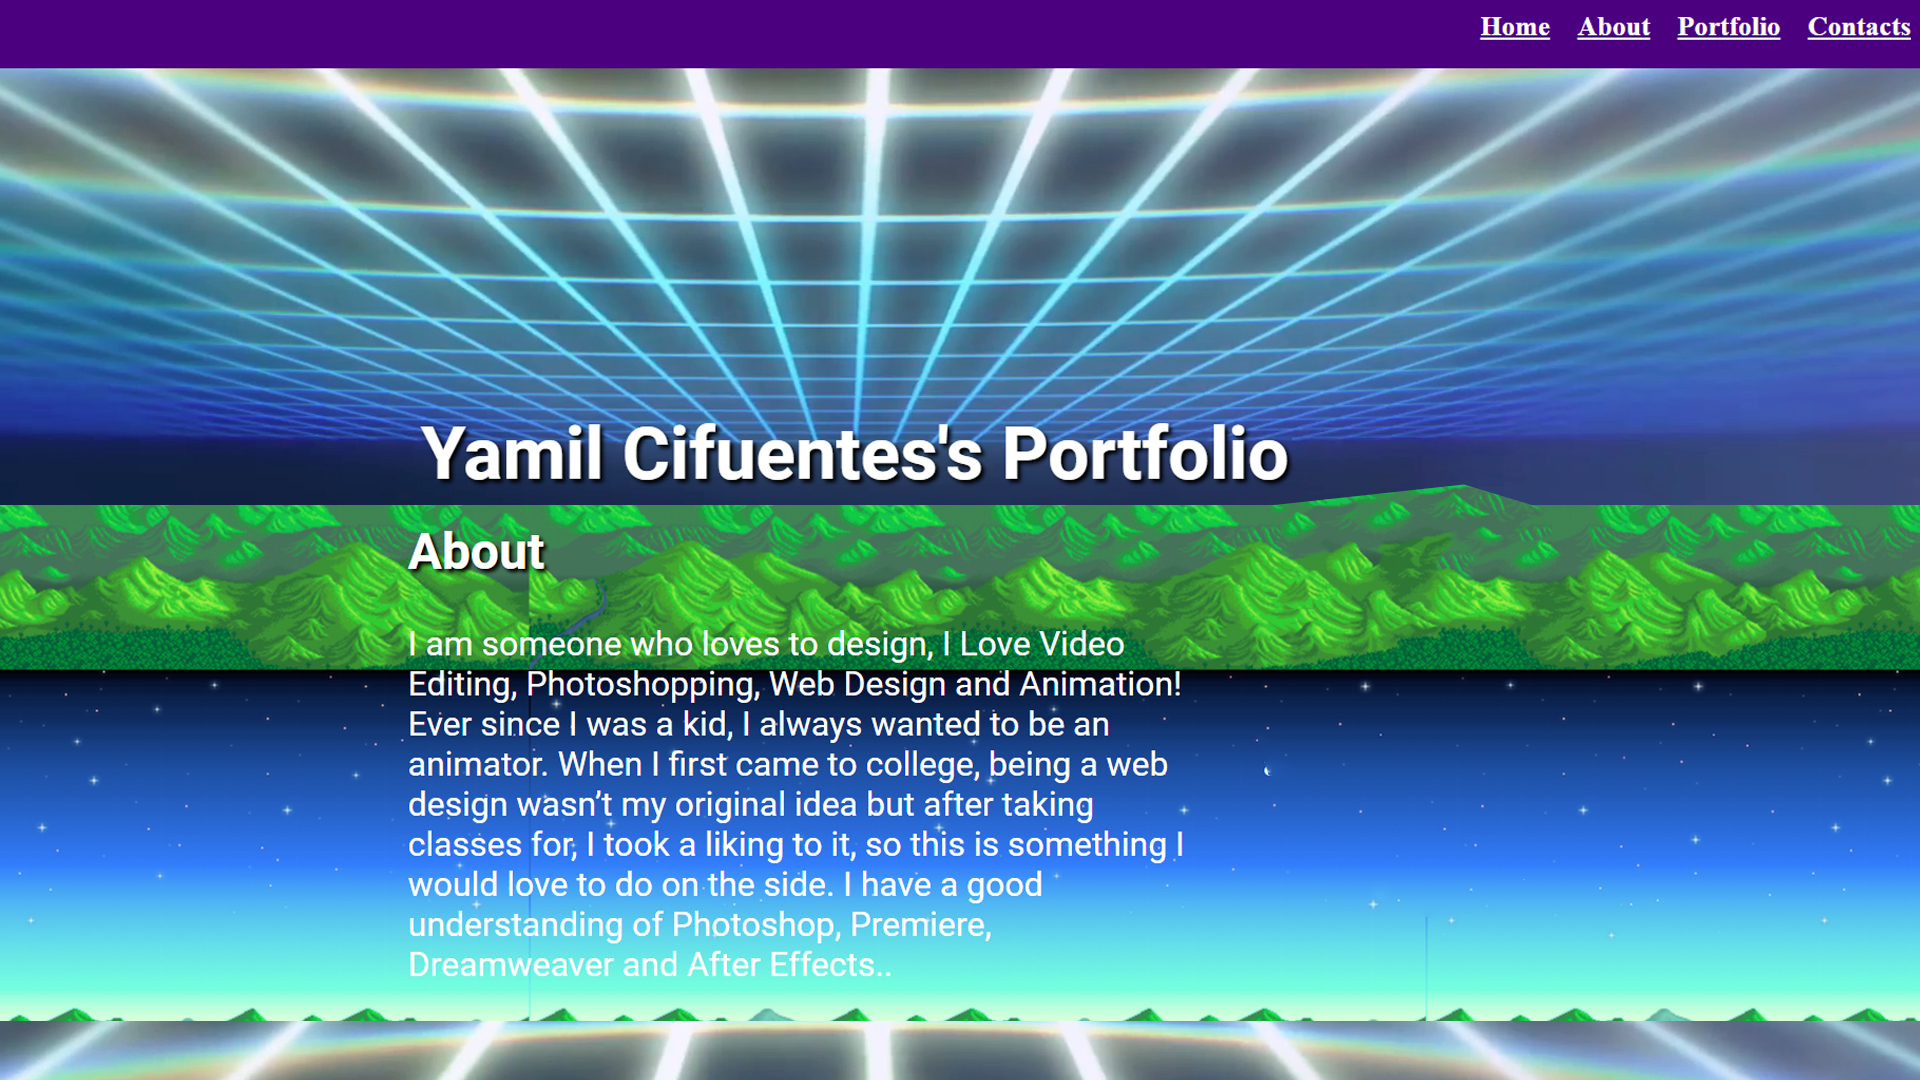 Home About Portfolio Contacts
Yamil Cifuentes's Portfolio
About
I am someone who loves to design, I Love Video
Editing, Photoshopping, Web Design and Animation!
Ever since I was a kid, I always wanted to be an
animator. When I first came to college, being a web
design wasn’t my original idea but after taking
classes for, I took a liking to it, so this is something I
would love to do on the side. I have a good
understanding of Photoshop, Premiere,
Dreamweaver and After Effects..